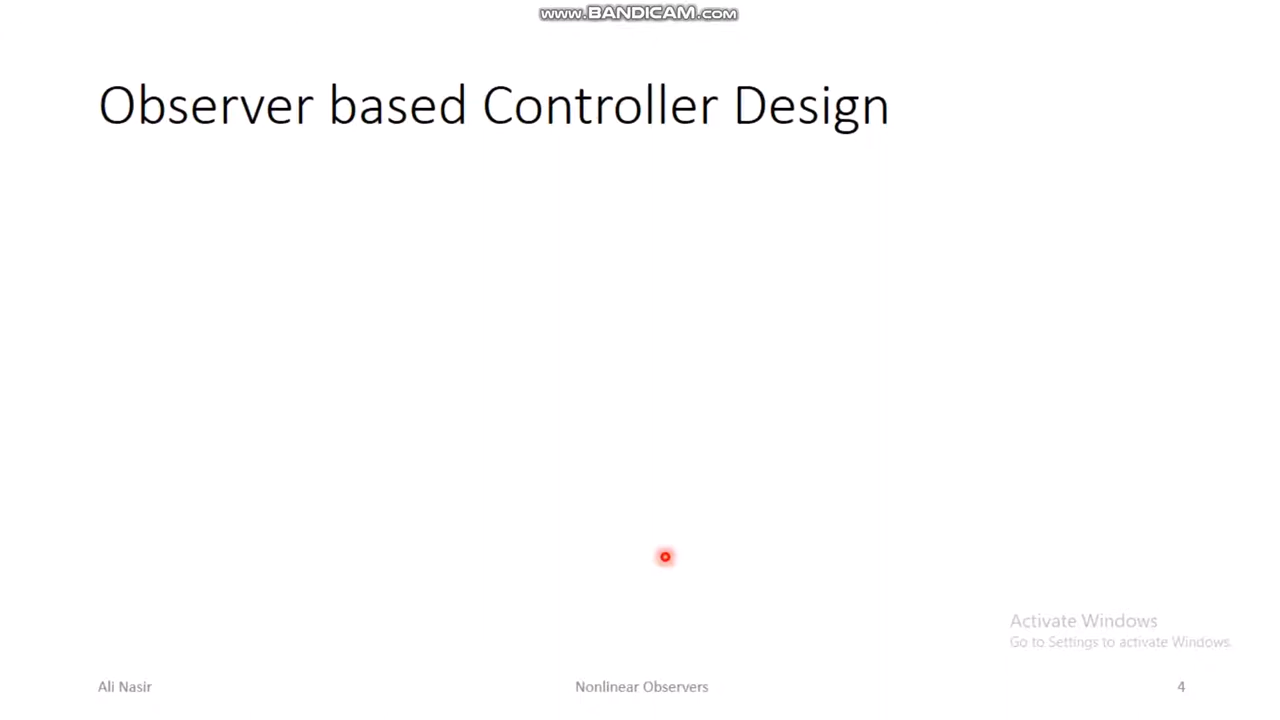 www.BANDICAM.com
Observer based Controller Design
Activate Windows
Go to Settings to activate Windows.
Ali Nasir
Nonlinear Observers
4